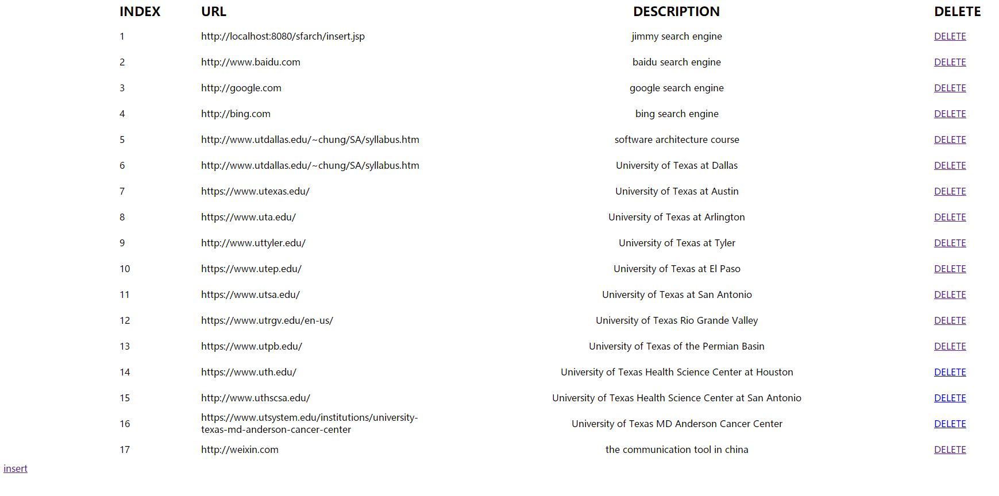 INDEX URL DESCRIPTION DELETE
1 http://localhost:8080/sfarch/insert.jsp jimmy search engine DELETE
2 http://www.baidu.com baidu search engine DELETE
3 http://google.com google search engine DELETE
4 http://bing.com bing search engine DELETE
5 http://www.utdallas.edu/~chung/SA/syllabus.htm software architecture course DELETE
6 http://www.utdallas.edu/~chung/SA/syllabus.htm University of Texas at Dallas DELETE
7 https://www.utexas.edu/ University of Texas at Austin DELETE
8 https://www.uta.edu/ University of Texas at Arlington DELETE
9 http://www.uttyler.edu/ University of Texas at Tyler DELETE
10 https://www.utep.edu/ University of Texas at El Paso DELETE
11 https://www.utsa.edu/ University of Texas at San Antonio DELETE
12 https://www.utrgv.edu/en-us/ University of Texas Rio Grande Valley DELETE
13 https://www.utpb.edu/ University of Texas of the Permian Basin DELETE
14 https://www.uth.edu/ University of Texas Health Science Center at Houston DELETE
15 http://www.uthscsa.edu/ University of Texas Health Science Center at San Antonio DELETE
16 https://www.utsystem.edu/institutions/university-
texas-md-anderson-cancer-center University of Texas MD Anderson Cancer Center DELETE
17 http://weixin.com the communication tool in china DELETE
insert